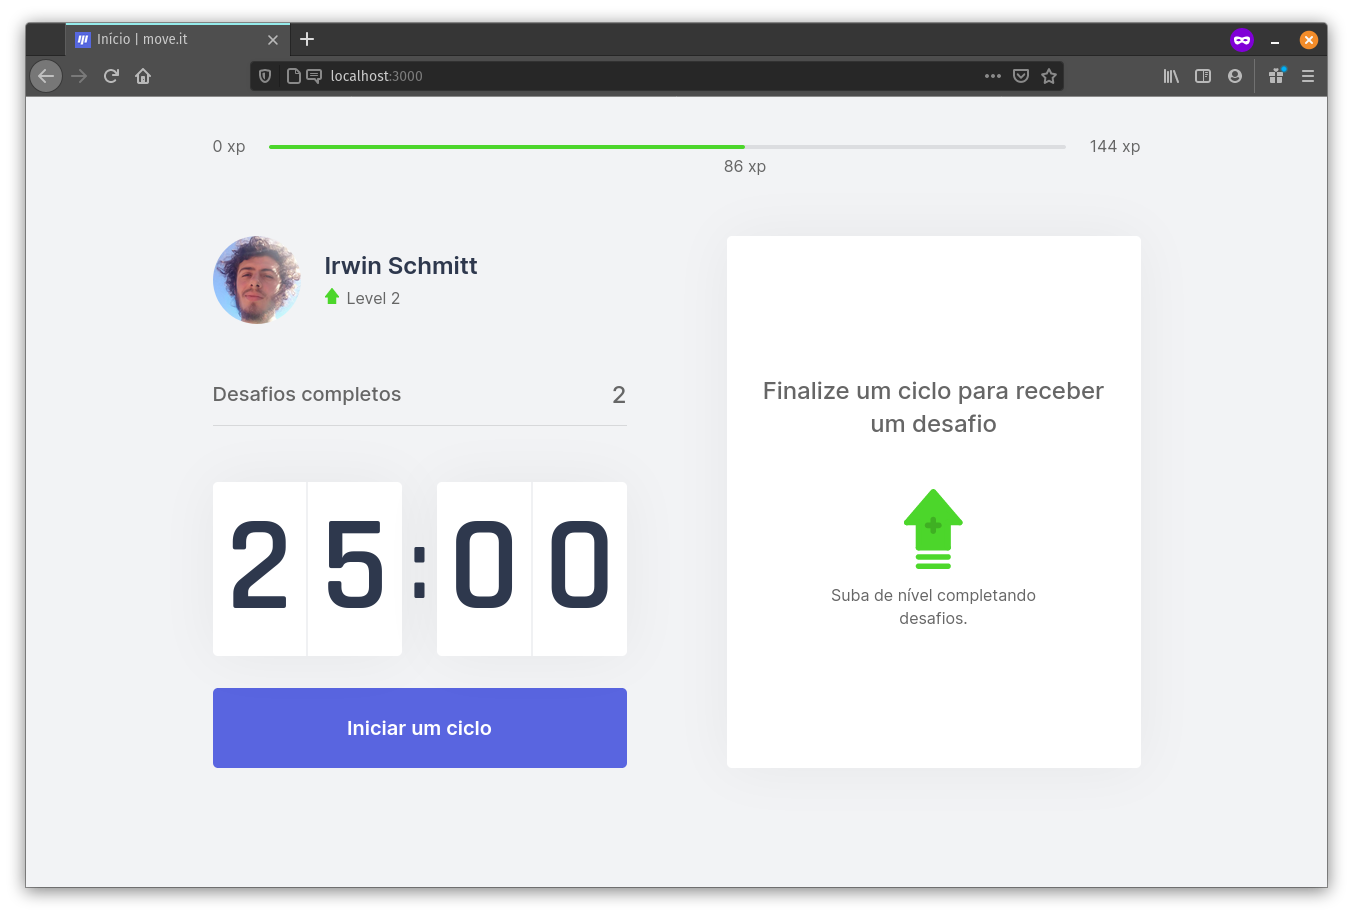 Início | move.it
localhost:3000
0 xp
86 xp
144 xp
Irwin Schmitt
Level 2
Desafios completos 2
25:00
Iniciar um ciclo
Finalize um ciclo para receber
um desafio
Suba de nível completando
desafios.